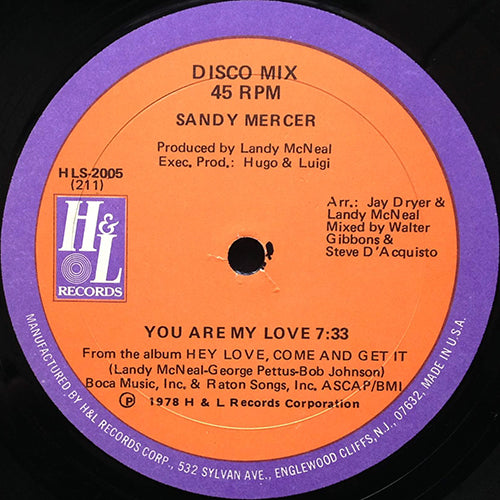 DISCO MIX
45 RPM
SANDY MERCER
Produced by Landy McNeal
Exec. Prod.: Hugo & Luigi
HLS-2005
(211)
H&L
RECORDS
Arr.: Jay Dryer &
Landy McNeal
Mixed by Walter
Gibbons &
Steve D'Acquisto
YOU ARE MY LOVE 7:33
From the album HEY LOVE, COME AND GET IT
(Landy McNeal-George Pettus-Bob Johnson)
Boca Music, Inc. & Raton Songs, Inc. ASCAP/BMI
℗ 1978 H & L Records Corporation
MANUFACTURED BY H&L RECORDS CORP., 532 SYLVAN AVE., ENGLEWOOD CLIFFS, N.J., 07632. MADE IN U.S.A.